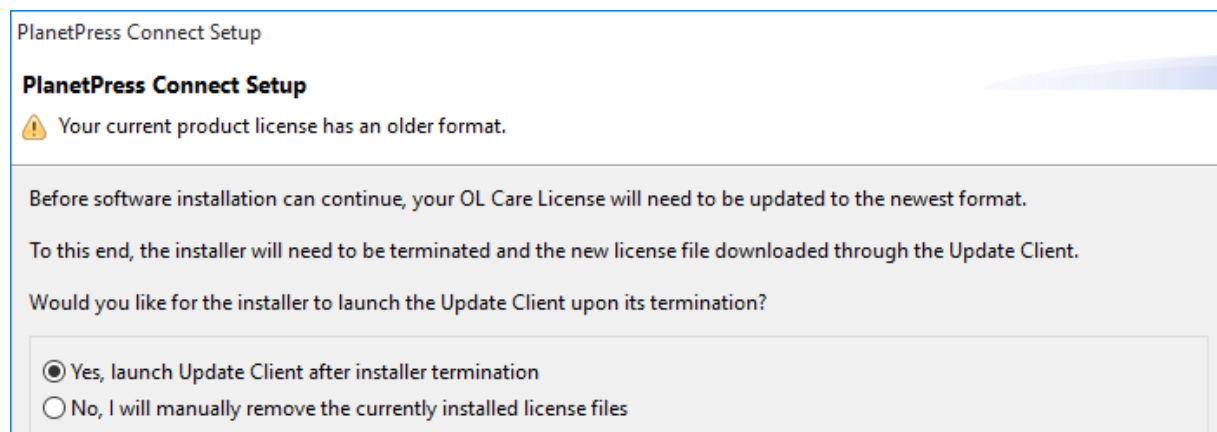 PlanetPress Connect Setup
PlanetPress Connect Setup
Your current product license has an older format.
Before software installation can continue, your OL Care License will need to be updated to the newest format.
To this end, the installer will need to be terminated and the new license file downloaded through the Update Client.
Would you like for the installer to launch the Update Client upon its termination?
Yes, launch Update Client after installer termination
No, I will manually remove the currently installed license files